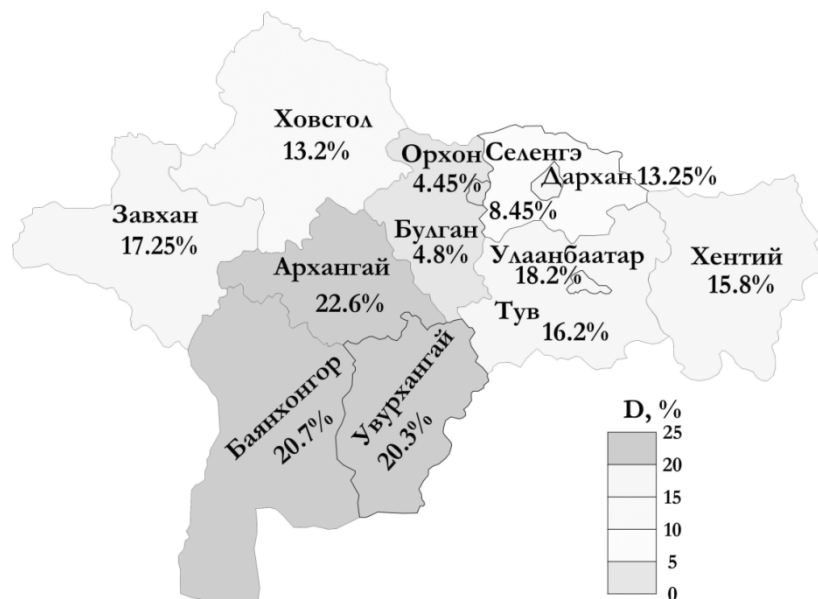 Ховсгол
13.2%
Орхон
4.45%
Селенгэ
Дархан 13.25%
8.45%
Завхан
17.25%
Булган
4.8%
Улаанбаатар
18.2%
Хентий
15.8%
Архангай
22.6%
Тув
16.2%
Баянхонгор
20.7%
Увурхангай
20.3%
D, %
25
20
15
10
5
0